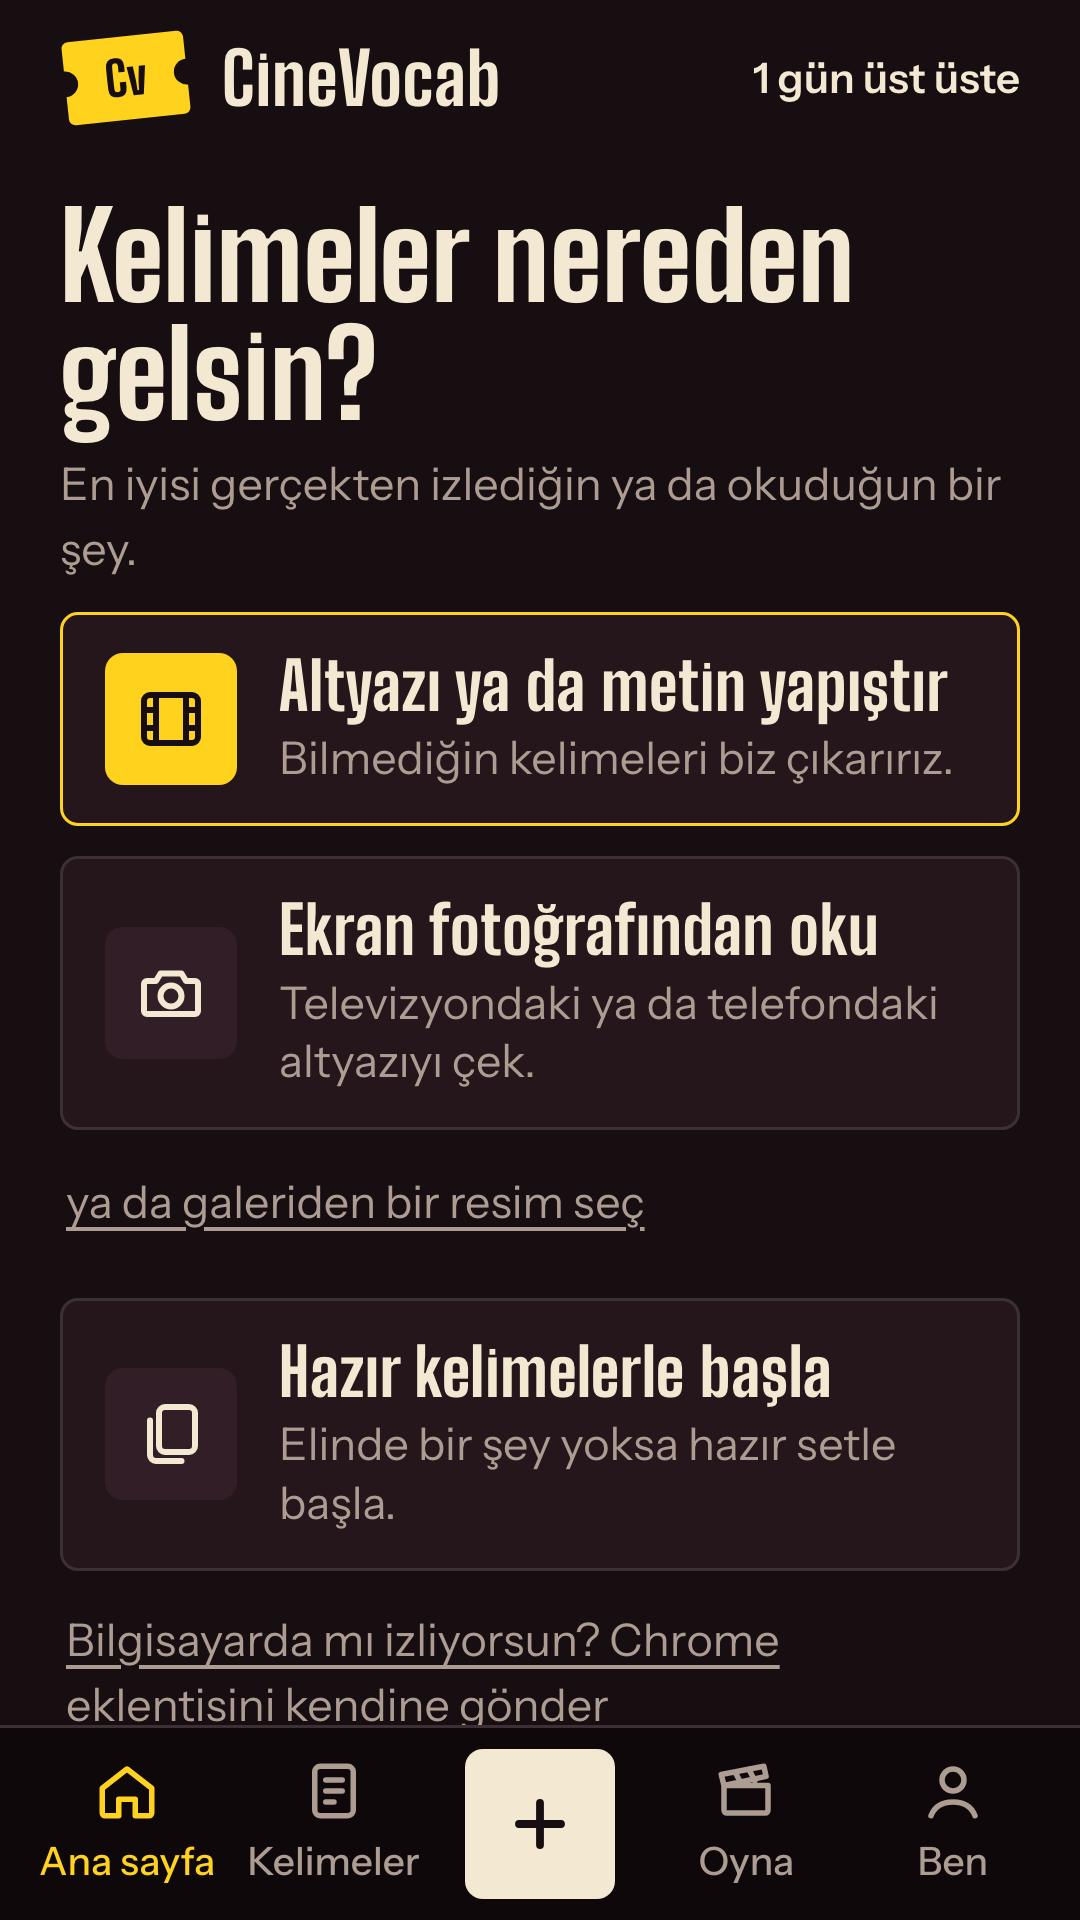 Cv
CineVocab
1 gün üst üste
Kelimeler nereden
gelsin?
En iyisi gerçekten izlediğin ya da okuduğun bir
şey.
Altyazı ya da metin yapıştır
Bilmediğin kelimeleri biz çıkarırız.
Ekran fotoğrafından oku
Televizyondaki ya da telefondaki
altyazıyı çek.
ya da galeriden bir resim seç
Hazır kelimelerle başla
Elinde bir şey yoksa hazır setle
başla.
Bilgisayarda mı izliyorsun? Chrome
eklentisini kendine gönder
Ana sayfa
Kelimeler
Oyna
Ben